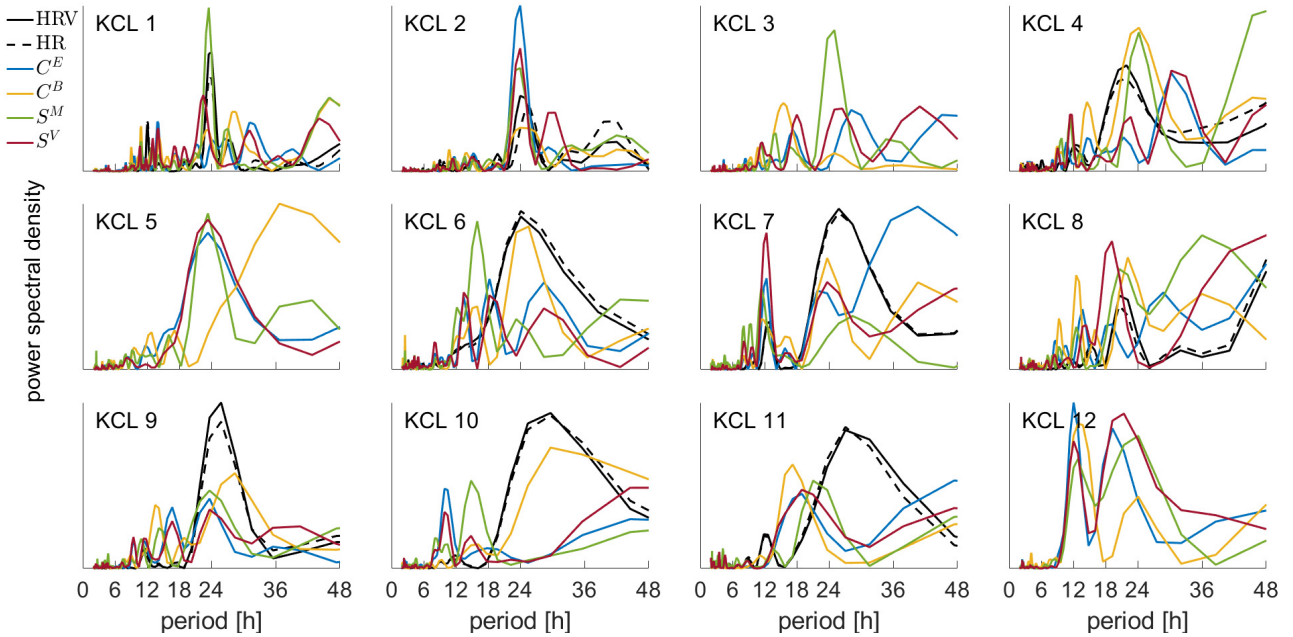 HRV
HR
C^E
C^B
S^M
S^V
KCL 1
KCL 2
KCL 3
KCL 4
KCL 5
KCL 6
KCL 7
KCL 8
KCL 9
KCL 10
KCL 11
KCL 12
power spectral density
0 6 12 18 24 36 48
0 6 12 18 24 36 48
0 6 12 18 24 36 48
0 6 12 18 24 36 48
period [h]
period [h]
period [h]
period [h]